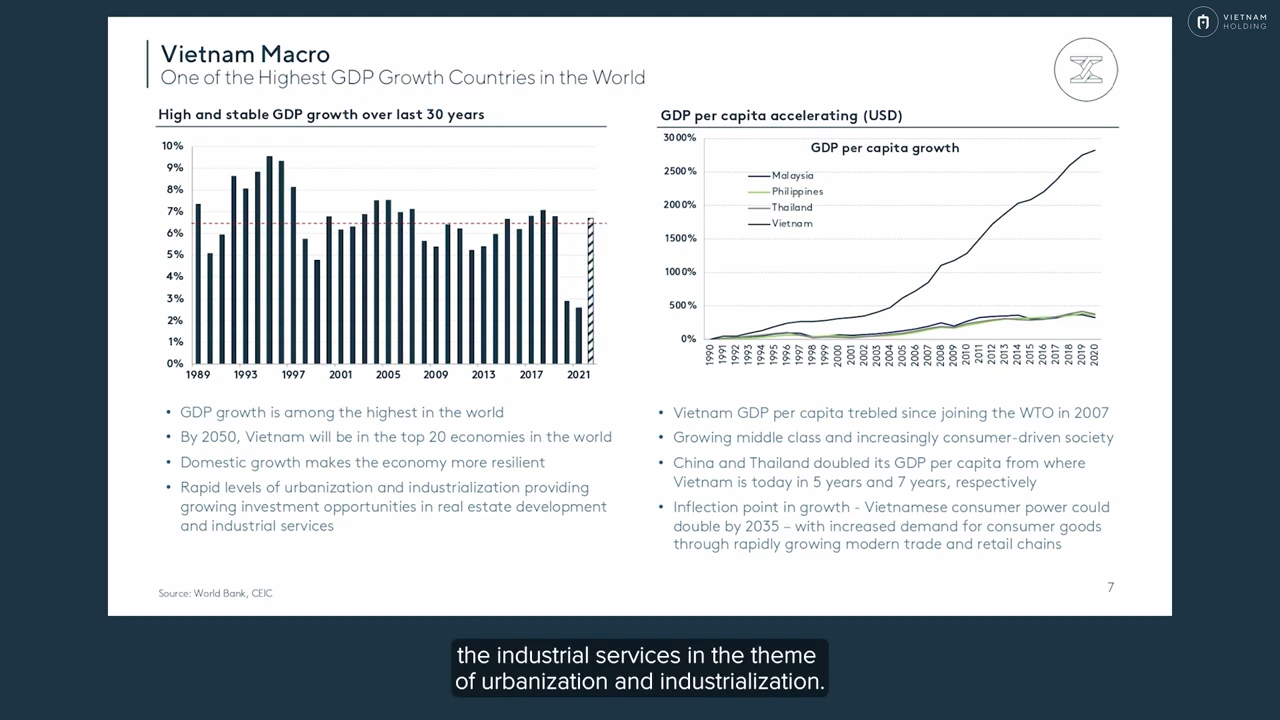 VIETNAM
HOLDING
Vietnam Macro
One of the Highest GDP Growth Countries in the World
High and stable GDP growth over last 30 years
10%
9%
8%
7%
6%
5%
4%
3%
2%
1%
0%
1989 1993 1997 2001 2005 2009 2013 2017 2021
• GDP growth is among the highest in the world
• By 2050, Vietnam will be in the top 20 economies in the world
• Domestic growth makes the economy more resilient
• Rapid levels of urbanization and industrialization providing
growing investment opportunities in real estate development
and industrial services
GDP per capita accelerating (USD)
3000%
2500%
2000%
1500%
1000%
500%
0%
GDP per capita growth
Malaysia
Philippines
Thailand
Vietnam
1990 1991 1992 1993 1994 1995 1996 1997 1998 1999 2000 2001 2002 2003 2004 2005 2006 2007 2008 2009 2010 2011 2012 2013 2014 2015 2016 2017 2018 2019 2020
• Vietnam GDP per capita trebled since joining the WTO in 2007
• Growing middle class and increasingly consumer-driven society
• China and Thailand doubled its GDP per capita from where
Vietnam is today in 5 years and 7 years, respectively
• Inflection point in growth - Vietnamese consumer power could
double by 2035 – with increased demand for consumer goods
through rapidly growing modern trade and retail chains
Source: World Bank, CEIC
7
the industrial services in the theme
of urbanization and industrialization.